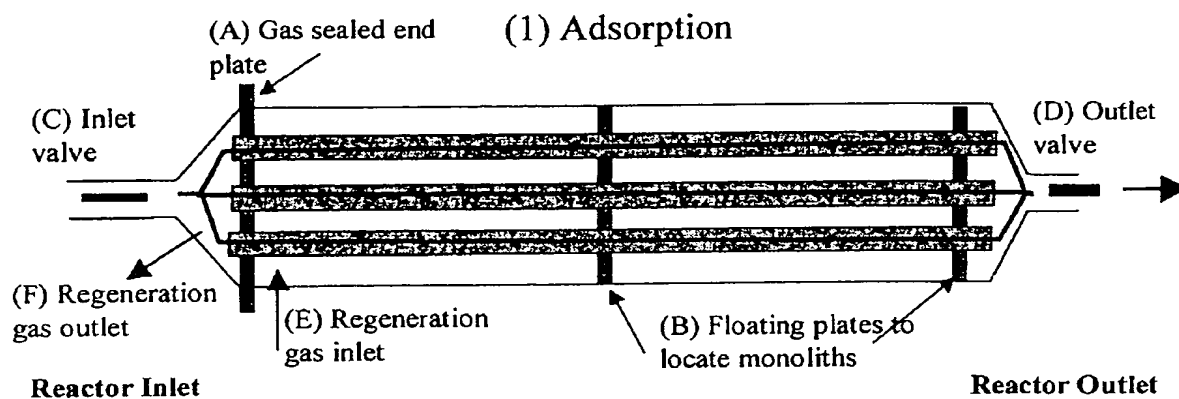 (1) Adsorption
(A) Gas sealed end
plate
(C) Inlet
valve
(D) Outlet
valve
(F) Regeneration
gas outlet
(E) Regeneration
gas inlet
(B) Floating plates to
locate monoliths
Reactor Inlet
Reactor Outlet